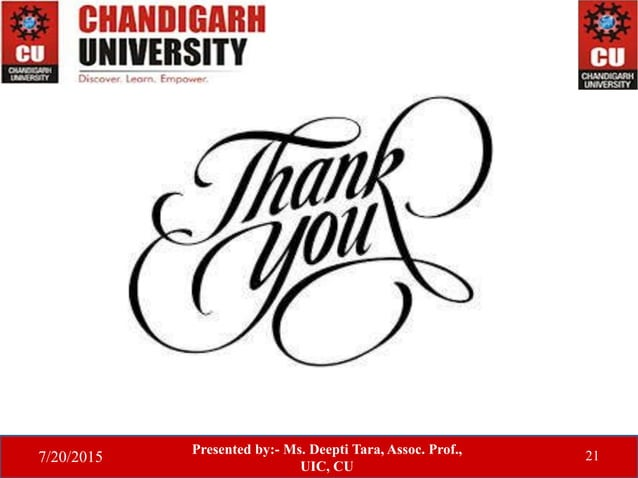 CU
CHANDIGARH
UNIVERSITY
CHANDIGARH
UNIVERSITY
Discover. Learn. Empower.
CU
CHANDIGARH
UNIVERSITY
Thank
you
7/20/2015
Presented by:- Ms. Deepti Tara, Assoc. Prof.,
UIC, CU
21